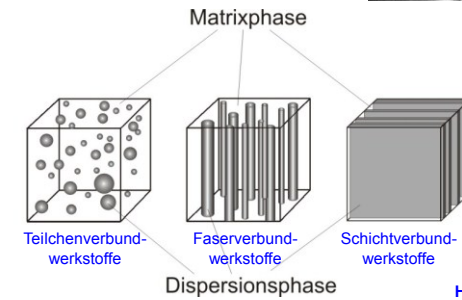 Matrixphase
Teilchenverbund-
werkstoffe
Faserverbund-
werkstoffe
Schichtverbund-
werkstoffe
Dispersionsphase
H